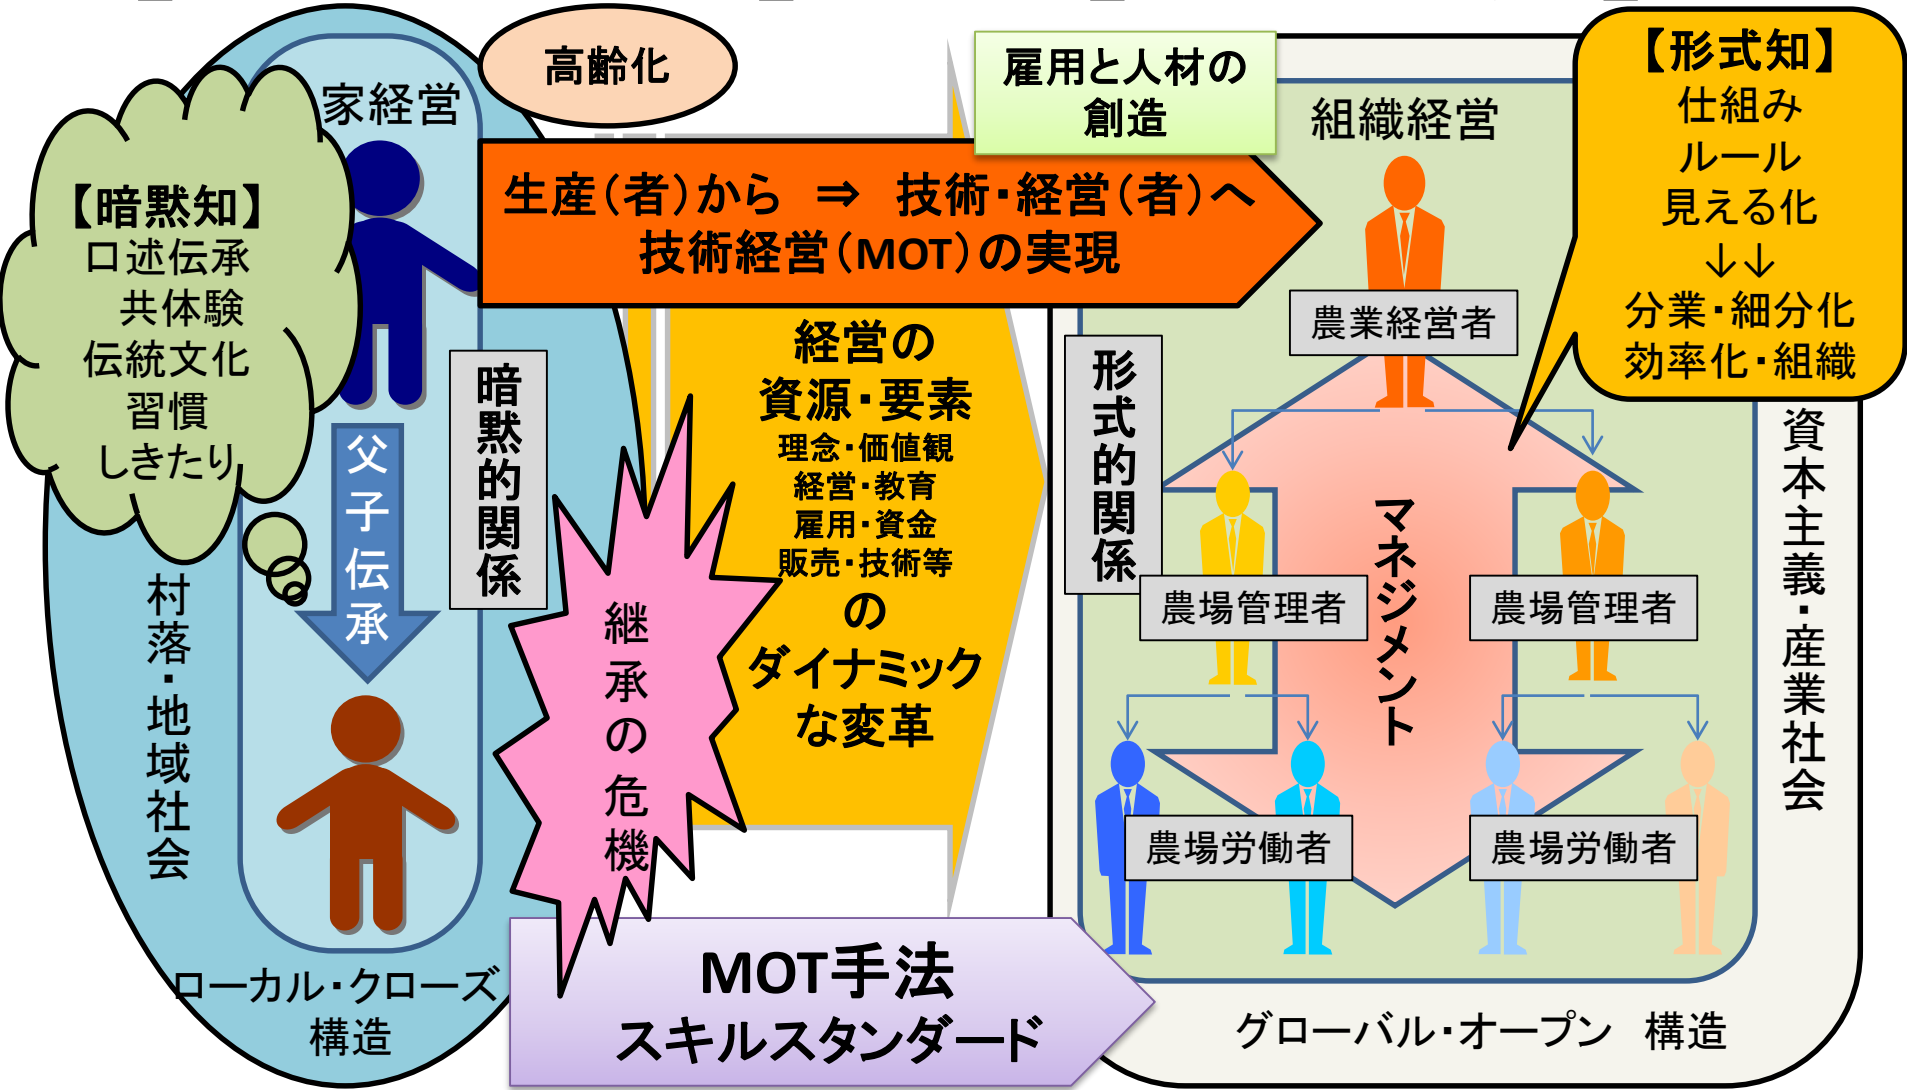 高齢化
雇用と人材の
創造
家経営
【暗黙知】
口述伝承
共体験
伝統文化
習慣
しきたり
生産(者)から ⇒ 技術・経営(者)へ
技術経営(MOT)の実現
組織経営
【形式知】
仕組み
ルール
見える化
↓↓
分業・細分化
効率化・組織
父子伝承
暗黙的関係
村落・地域社会
ローカル・クローズ
構造
継承の危機
経営の
資源・要素
理念・価値観
経営・教育
雇用・資金
販売・技術等
の
ダイナミック
な変革
MOT手法
スキルスタンダード
形式的関係
農業経営者
マネジメント
農場管理者
農場管理者
農場労働者
農場労働者
資本主義・産業社会
グローバル・オープン 構造